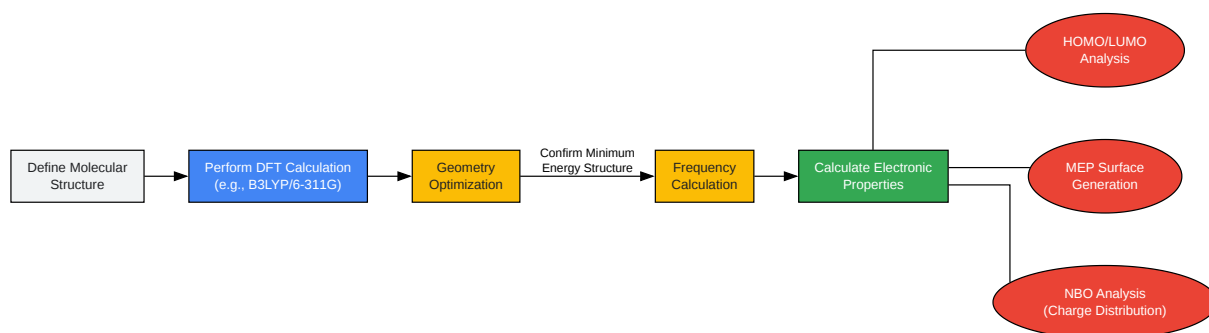 Define Molecular
Structure
Perform DFT Calculation
(e.g., B3LYP/6-311G)
Geometry
Optimization
Confirm Minimum
Energy Structure
Frequency
Calculation
Calculate Electronic
Properties
HOMO/LUMO
Analysis
MEP Surface
Generation
NBO Analysis
(Charge Distribution)